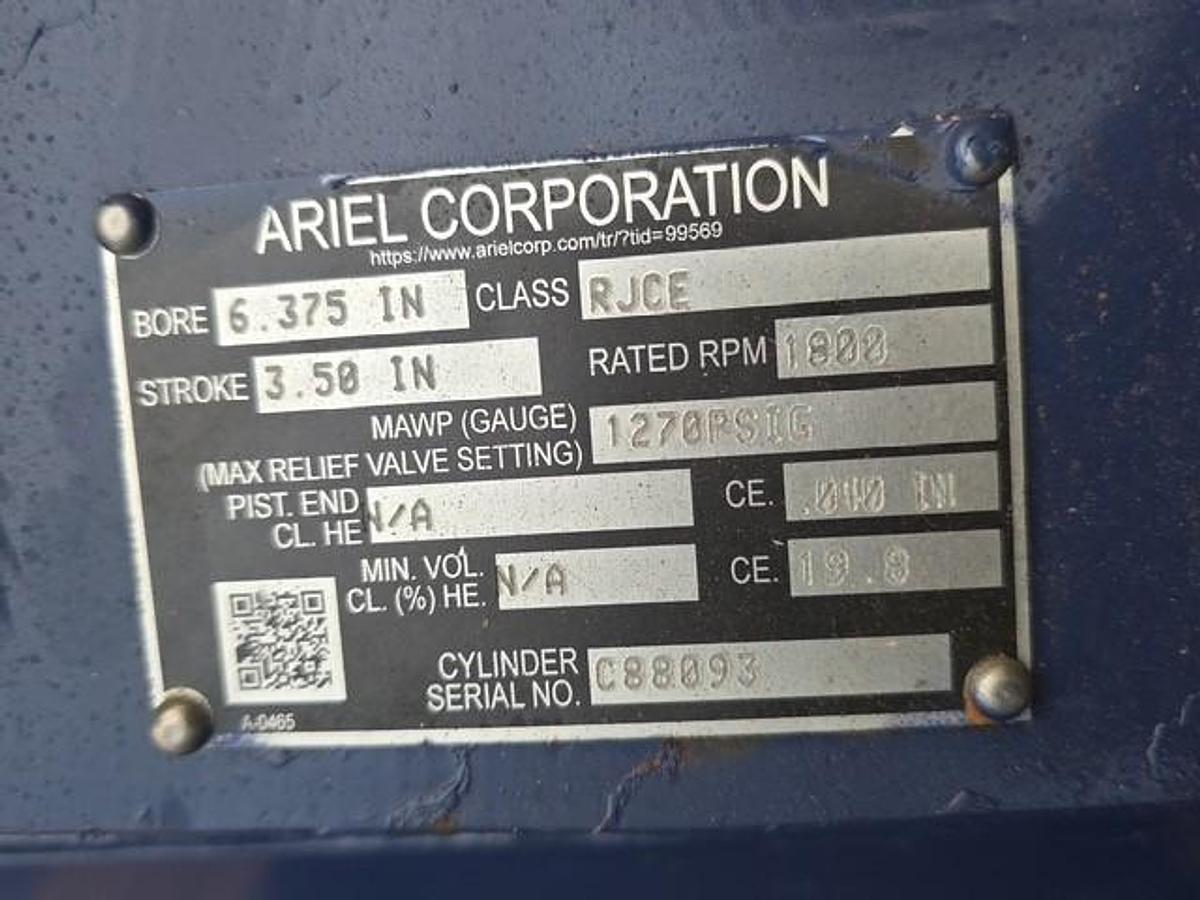 ARIEL CORPORATION
https://www.arielcorp.com/tr/?tid=99569
BORE 6.375 IN CLASS RJCE
STROKE 3.50 IN RATED RPM 1800
MAWP (GAUGE)
(MAX RELIEF VALVE SETTING) 1270PSIG
PIST. END
CL. HE N/A CE. .040 IN
MIN. VOL.
CL. (%) HE. N/A CE. 19.8
CYLINDER
SERIAL NO. C88093
A-0465